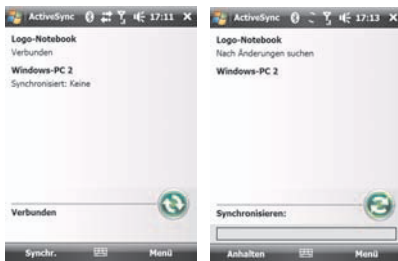 ActiveSync 17:11
Logo-Notebook
Verbunden
Windows-PC 2
Synchronisiert: Keine
Verbunden
Synchr. Menü
ActiveSync 17:13
Logo-Notebook
Nach Änderungen suchen
Windows-PC 2
Synchronisieren:
Anhalten Menü